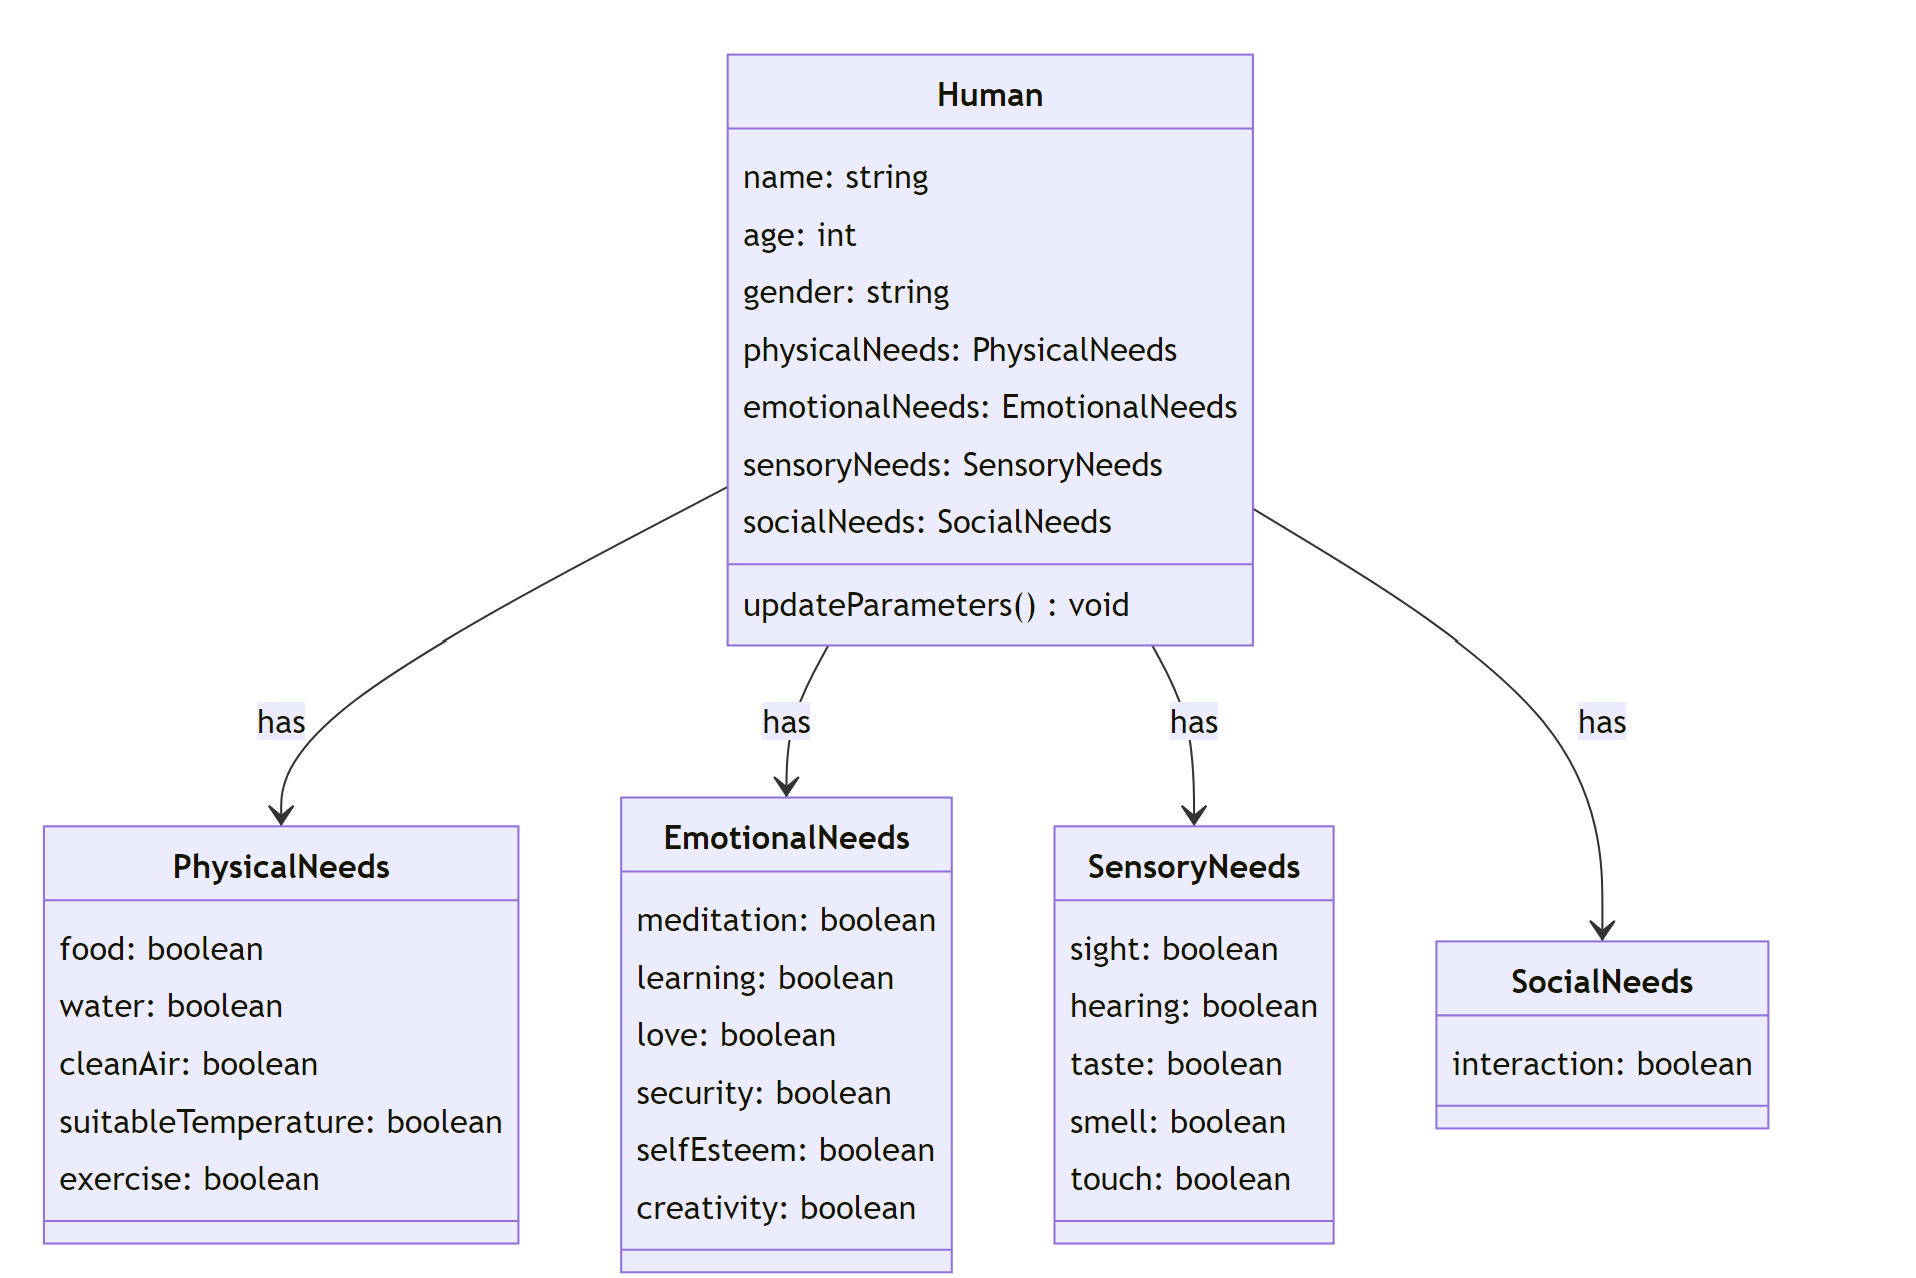 Human
name: string
age: int
gender: string
physicalNeeds: PhysicalNeeds
emotionalNeeds: EmotionalNeeds
sensoryNeeds: SensoryNeeds
socialNeeds: SocialNeeds
updateParameters() : void
has
has
has
has
PhysicalNeeds
food: boolean
water: boolean
cleanAir: boolean
suitableTemperature: boolean
exercise: boolean
EmotionalNeeds
meditation: boolean
learning: boolean
love: boolean
security: boolean
selfEsteem: boolean
creativity: boolean
SensoryNeeds
sight: boolean
hearing: boolean
taste: boolean
smell: boolean
touch: boolean
SocialNeeds
interaction: boolean